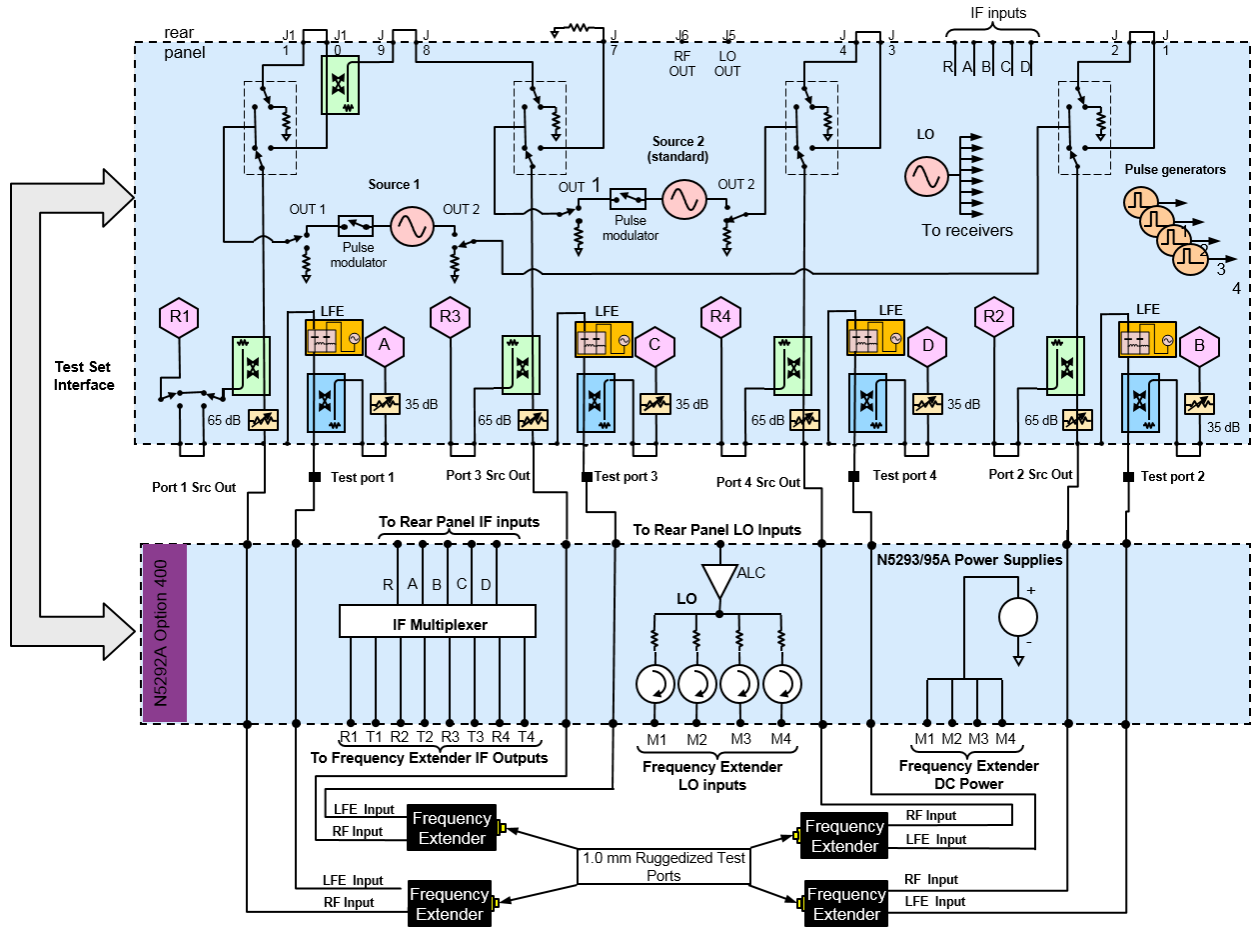 rear
panel
J1
1
J1
0
J
9
J
8
J
7
J6
RF
OUT
J5
LO
OUT
J
4
J
3
IF inputs
R A B C D
J
2
J
1
Source 1
OUT 1
Pulse
modulator
OUT 2
Source 2
(standard)
OUT 1
Pulse
modulator
OUT 2
LO
To receivers
Pulse generators
1
2
3
4
Test Set
Interface
R1
LFE
A
R3
LFE
C
R4
LFE
D
R2
LFE
B
65 dB
35 dB
65 dB
35 dB
65 dB
35 dB
65 dB
35 dB
Port 1 Src Out
Test port 1
Port 3 Src Out
Test port 3
Port 4 Src Out
Test port 4
Port 2 Src Out
Test port 2
N5292A Option 400
To Rear Panel IF inputs
R A B C D
IF Multiplexer
R1 T1 R2 T2 R3 T3 R4 T4
To Frequency Extender IF Outputs
To Rear Panel LO Inputs
ALC
LO
M1 M2 M3 M4
Frequency Extender
LO inputs
N5293/95A Power Supplies
+
-
M1 M2 M3 M4
Frequency Extender
DC Power
LFE Input
RF Input
Frequency
Extender
Frequency
Extender
RF Input
LFE Input
1.0 mm Ruggedized Test
Ports
LFE Input
RF Input
Frequency
Extender
Frequency
Extender
RF Input
LFE Input